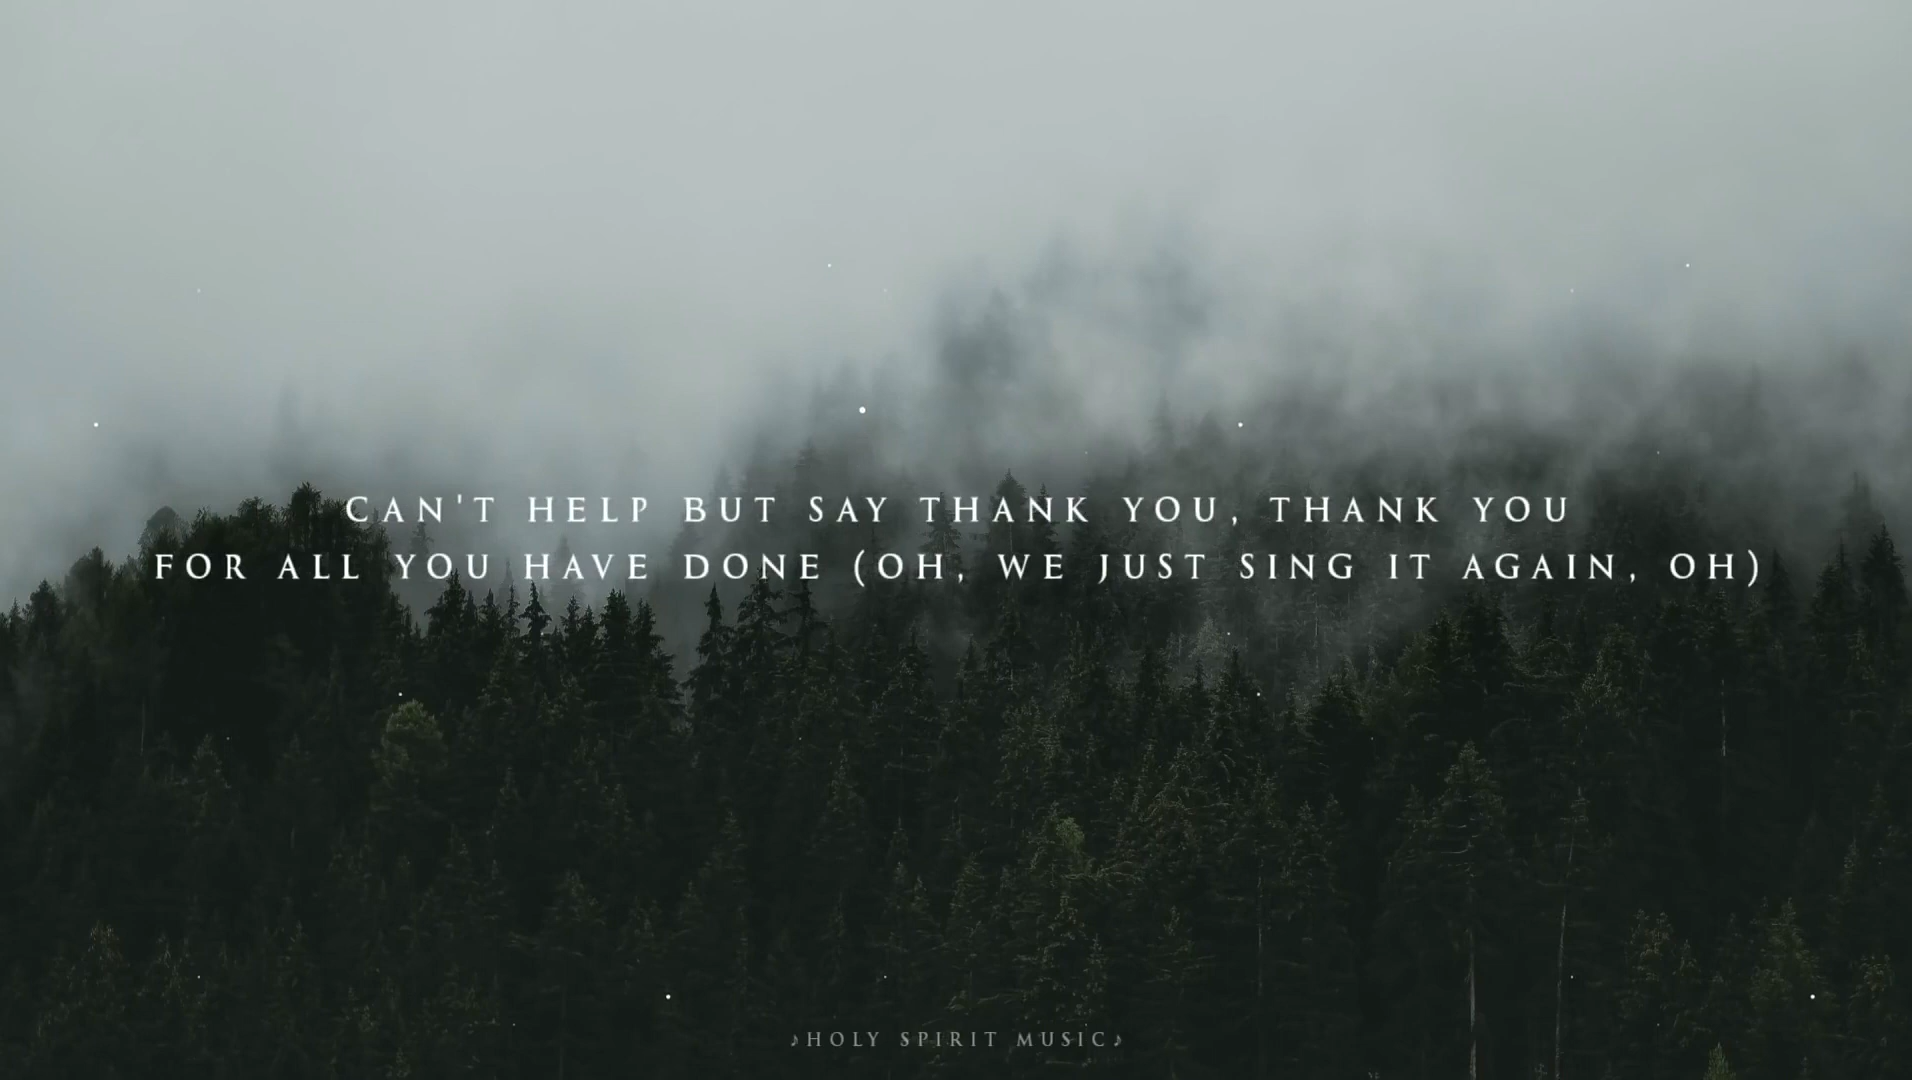 CAN'T HELP BUT SAY THANK YOU, THANK YOU
FOR ALL YOU HAVE DONE (OH, WE JUST SING IT AGAIN, OH)
♪HOLY SPIRIT MUSIC♪